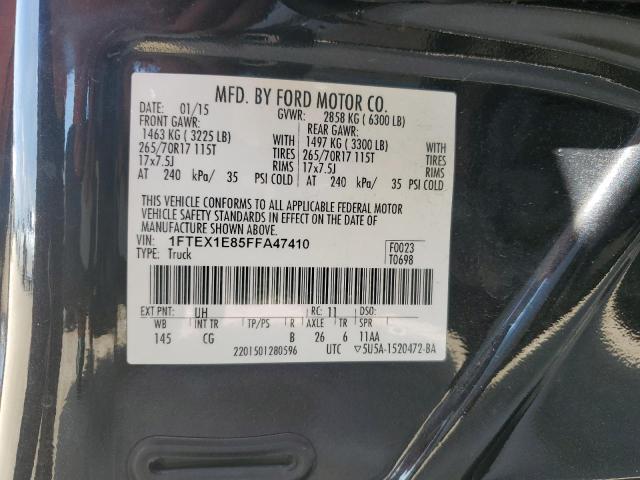 MFD. BY FORD MOTOR CO.
DATE: 01/15 GVWR: 2858 KG ( 6300 LB)
FRONT GAWR: REAR GAWR:
1463 KG ( 3225 LB) WITH 1497 KG ( 3300 LB) WITH
265/70R17 115T TIRES 265/70R17 115T TIRES
17x7.5J RIMS 17x7.5J RIMS
AT 240 kPa/ 35 PSI COLD AT 240 kPa/ 35 PSI COLD
THIS VEHICLE CONFORMS TO ALL APPLICABLE FEDERAL MOTOR
VEHICLE SAFETY STANDARDS IN EFFECT ON THE DATE OF
MANUFACTURE SHOWN ABOVE.
VIN: 1FTEX1E85FFA47410 F0023
TYPE: Truck T0698
EXT PNT: UH RC: 11 DSO:
WB INT TR TP/PS R AXLE TR SPR
145 CG B 26 6 11AA
2201501280596 UTC ▽5U5A-1520472-BA